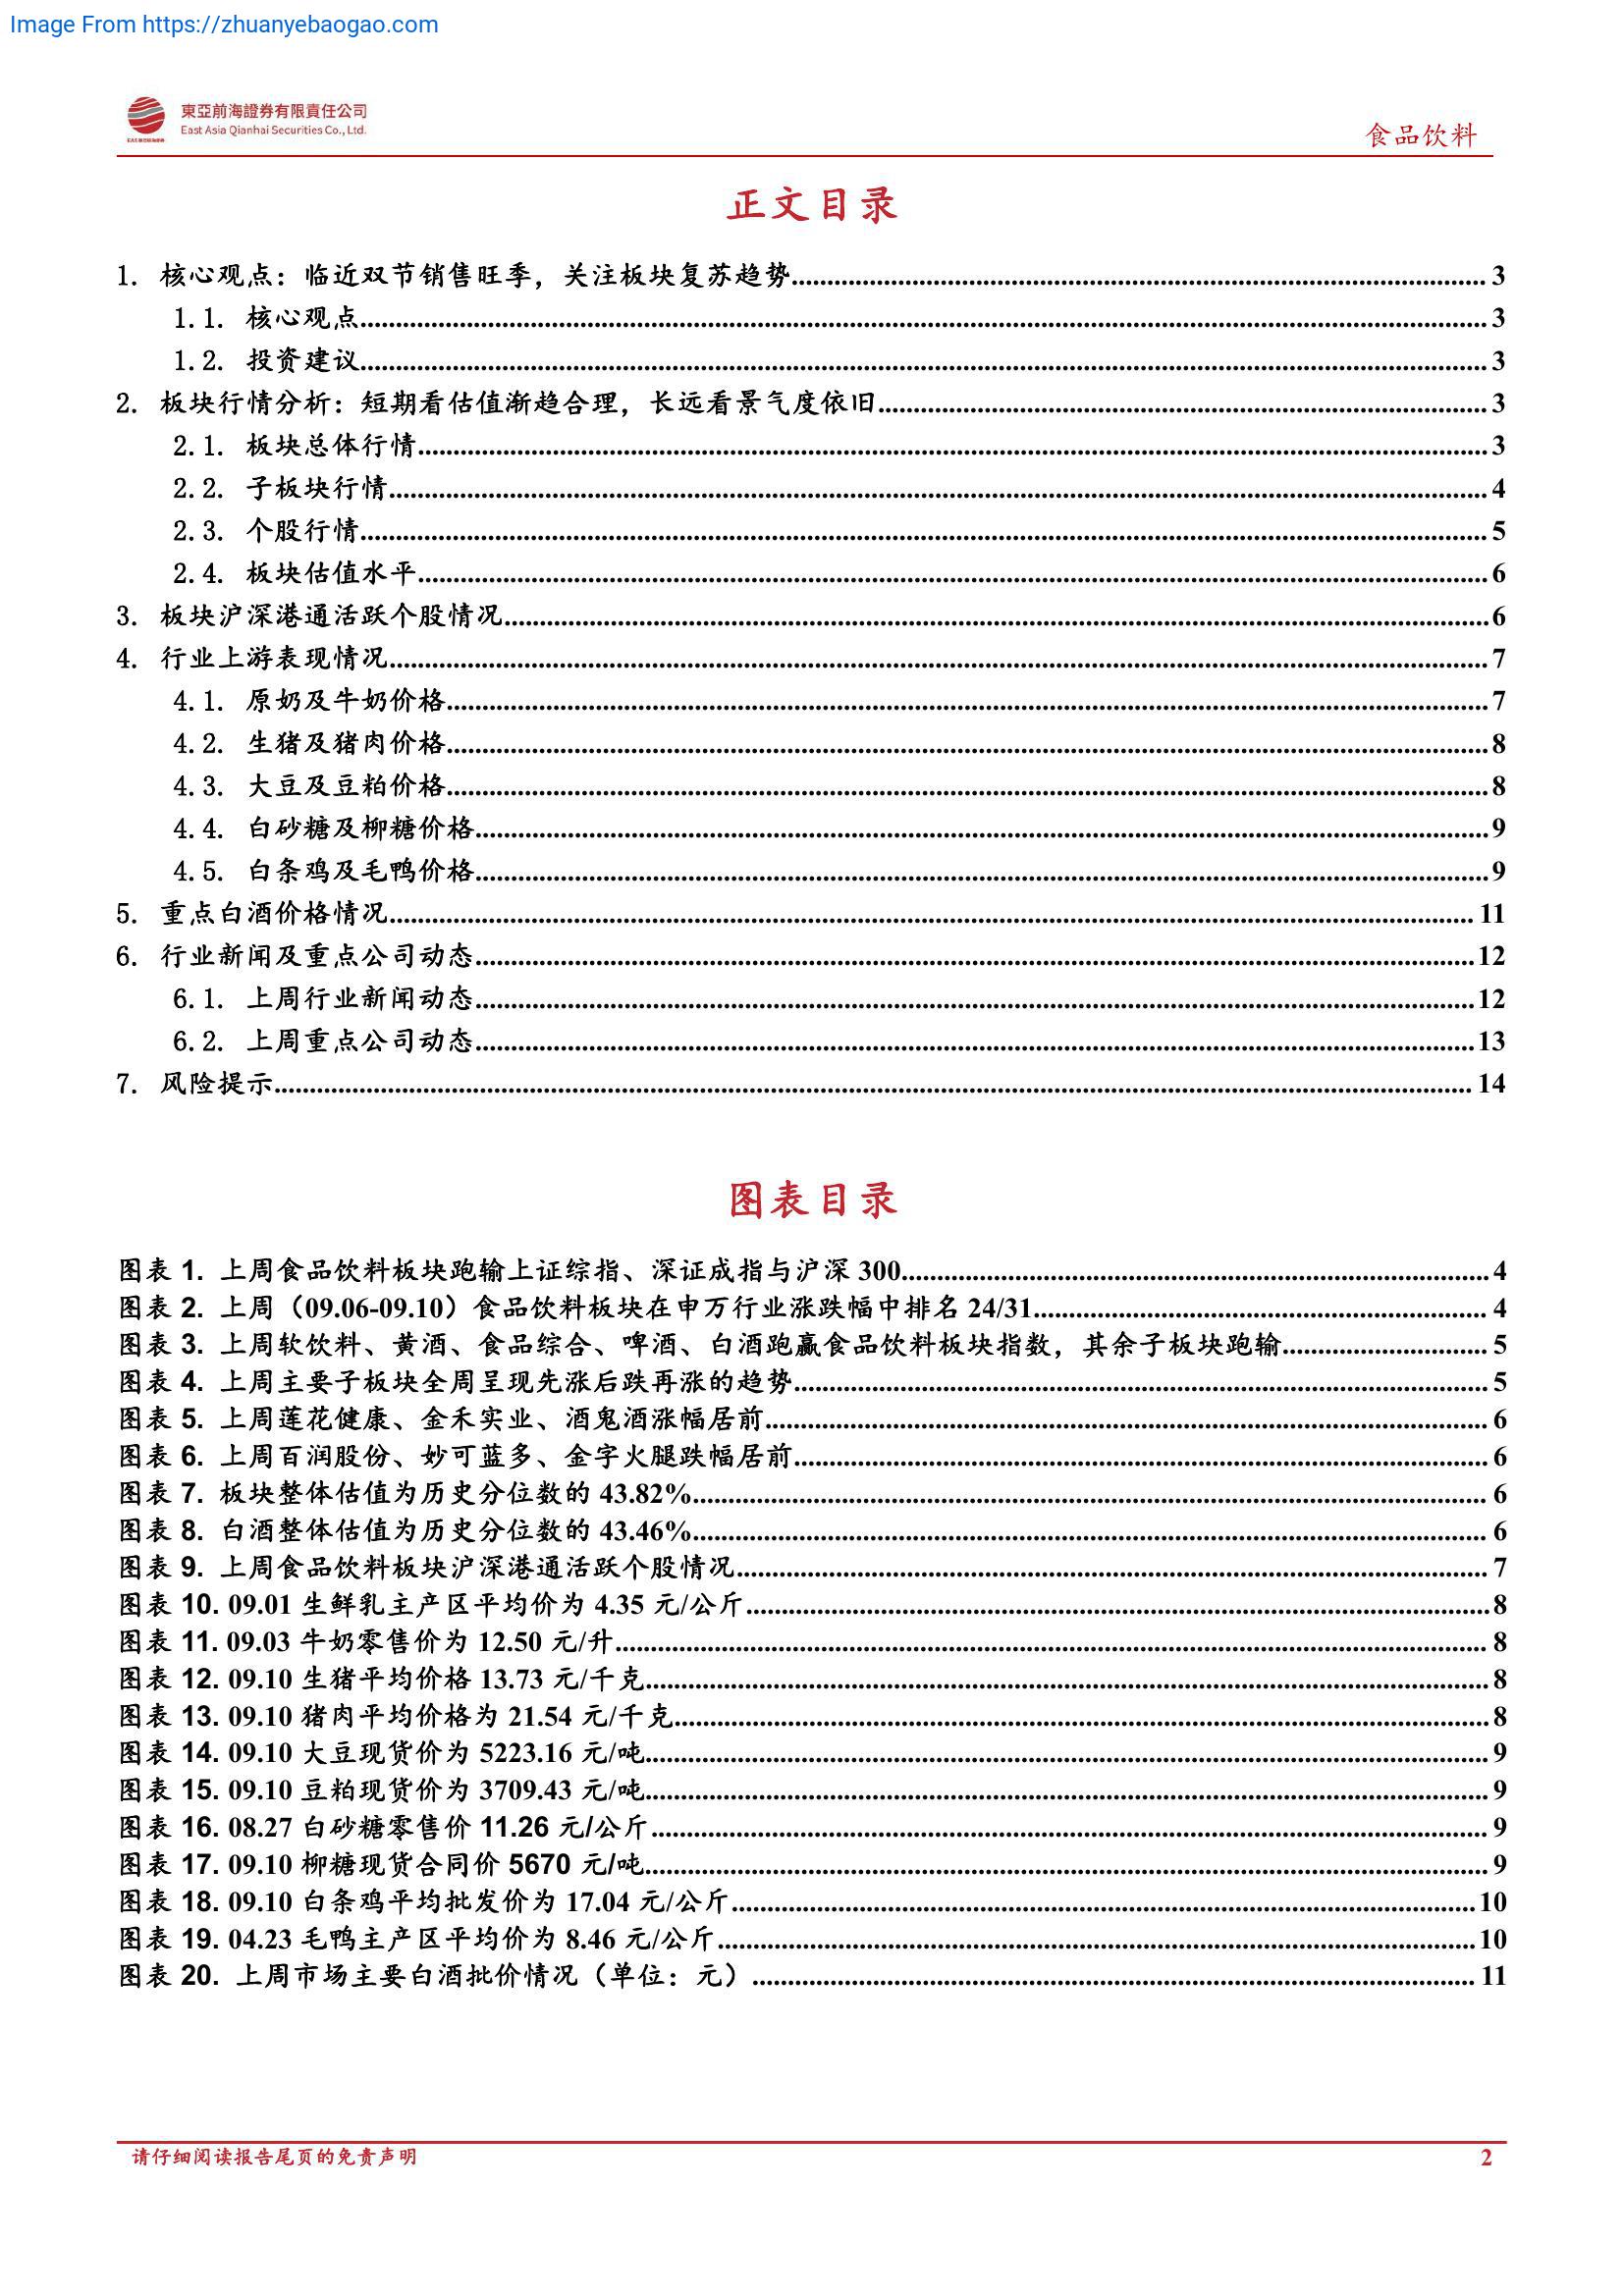 Image From https://zhuanyebaogao.com
東亞前海證券有限責任公司
East Asia Qianhai Securities Co., Ltd.
食品饮料
正文目录
1. 核心观点：临近双节销售旺季，关注板块复苏趋势 3
1.1. 核心观点 3
1.2. 投资建议 3
2. 板块行情分析：短期看估值渐趋合理，长远看景气度依旧 3
2.1. 板块总体行情 3
2.2. 子板块行情 4
2.3. 个股行情 5
2.4. 板块估值水平 6
3. 板块沪深港通活跃个股情况 6
4. 行业上游表现情况 7
4.1. 原奶及牛奶价格 7
4.2. 生猪及猪肉价格 8
4.3. 大豆及豆粕价格 8
4.4. 白砂糖及柳糖价格 9
4.5. 白条鸡及毛鸭价格 9
5. 重点白酒价格情况 11
6. 行业新闻及重点公司动态 12
6.1. 上周行业新闻动态 12
6.2. 上周重点公司动态 13
7. 风险提示 14
图表目录
图表 1. 上周食品饮料板块跑输上证综指、深证成指与沪深 300 4
图表 2. 上周（09.06-09.10）食品饮料板块在申万行业涨跌幅中排名 24/31 4
图表 3. 上周软饮料、黄酒、食品综合、啤酒、白酒跑赢食品饮料板块指数，其余子板块跑输 5
图表 4. 上周主要子板块全周呈现先涨后跌再涨的趋势 5
图表 5. 上周莲花健康、金禾实业、酒鬼酒涨幅居前 6
图表 6. 上周百润股份、妙可蓝多、金字火腿跌幅居前 6
图表 7. 板块整体估值为历史分位数的 43.82% 6
图表 8. 白酒整体估值为历史分位数的 43.46% 6
图表 9. 上周食品饮料板块沪深港通活跃个股情况 7
图表 10. 09.01 生鲜乳主产区平均价为 4.35 元/公斤 8
图表 11. 09.03 牛奶零售价为 12.50 元/升 8
图表 12. 09.10 生猪平均价格 13.73 元/千克 8
图表 13. 09.10 猪肉平均价格为 21.54 元/千克 8
图表 14. 09.10 大豆现货价为 5223.16 元/吨 9
图表 15. 09.10 豆粕现货价为 3709.43 元/吨 9
图表 16. 08.27 白砂糖零售价 11.26 元/公斤 9
图表 17. 09.10 柳糖现货合同价 5670 元/吨 9
图表 18. 09.10 白条鸡平均批发价为 17.04 元/公斤 10
图表 19. 04.23 毛鸭主产区平均价为 8.46 元/公斤 10
图表 20. 上周市场主要白酒批价情况（单位：元） 11
请仔细阅读报告尾页的免责声明
2